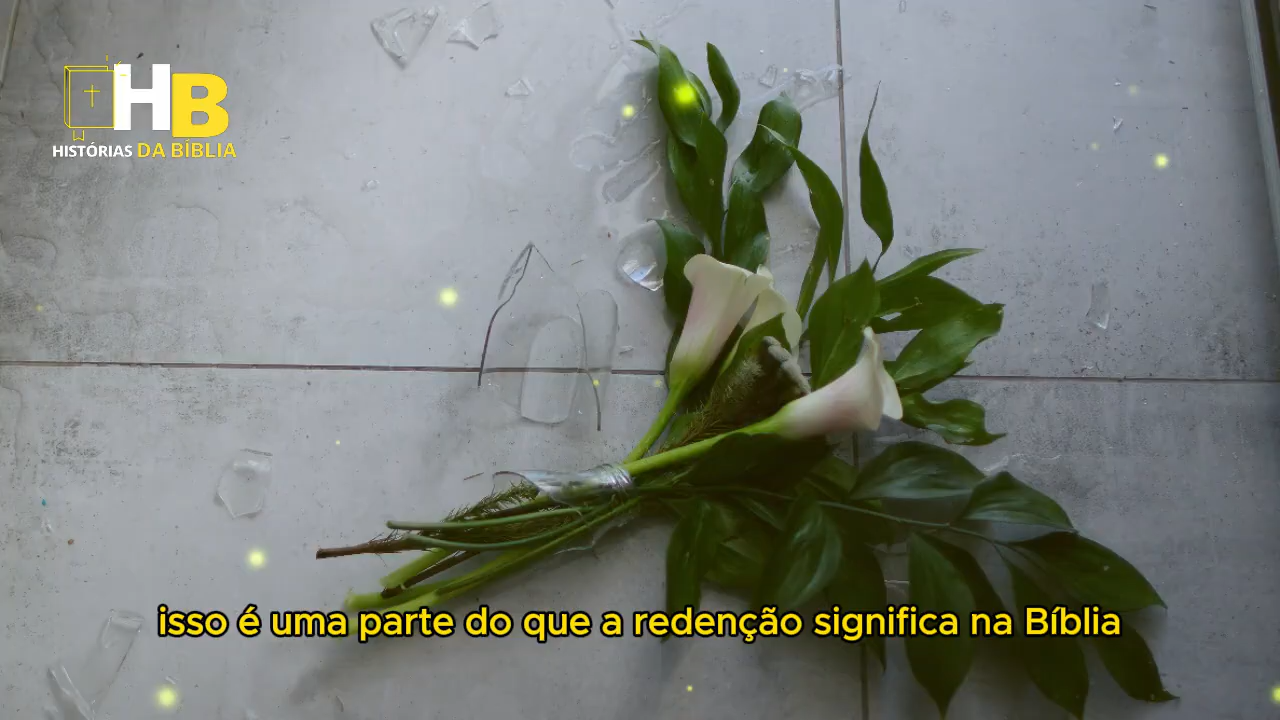 HB
HISTÓRIAS DA BÍBLIA
isso é uma parte do que a redenção significa na Bíblia